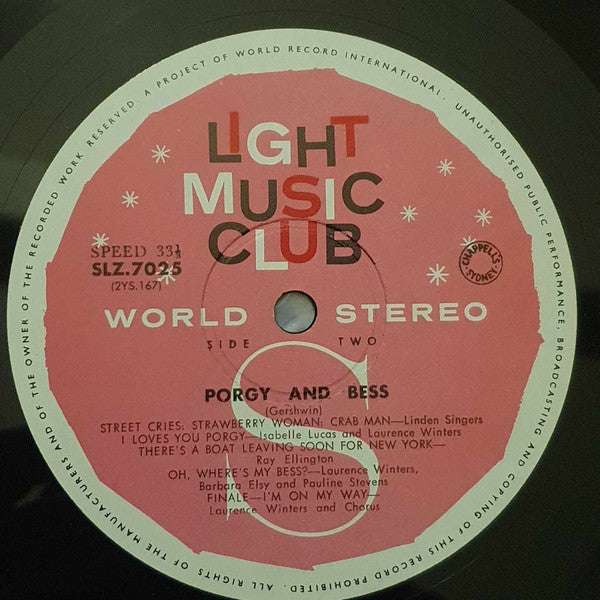 ALL RIGHTS OF THE MANUFACTURERS AND OF THE OWNER OF THE RECORDED WORK RESERVED. A PROJECT OF WORLD RECORD INTERNATIONAL. UNAUTHORISED PUBLIC PERFORMANCE, BROADCASTING AND COPYING OF THIS RECORD PROHIBITED.
LIGHT
MUSIC
CLUB
SPEED 33⅓
SLZ.7025
(2YS.167)
CHAPPELL'S
SYDNEY
WORLD STEREO
SIDE TWO
S
PORGY AND BESS
(Gershwin)
STREET CRIES: STRAWBERRY WOMAN: CRAB MAN—Linden Singers
I LOVES YOU PORGY—Isabelle Lucas and Laurence Winters
THERE'S A BOAT LEAVING SOON FOR NEW YORK—
Ray Ellington
OH, WHERE'S MY BESS?—Laurence Winters,
Barbara Elsy and Pauline Stevens
FINALE—I'M ON MY WAY—
Laurence Winters and Chorus